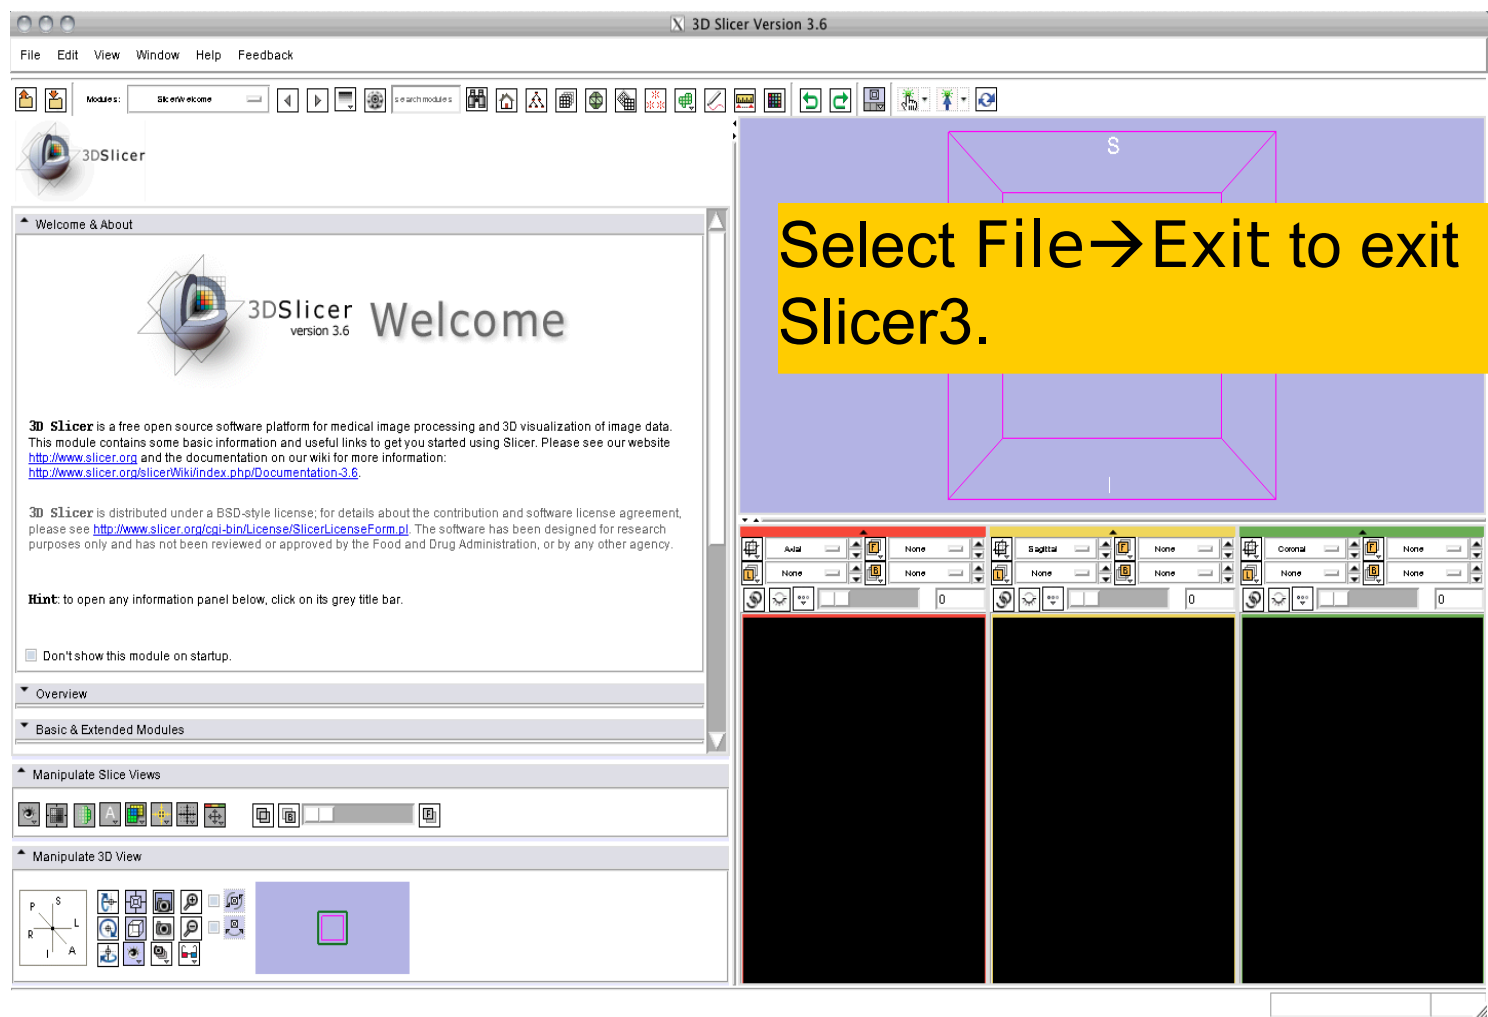 3D Slicer Version 3.6
File Edit View Window Help Feedback
Modules: SlicerWelcome search modules
3DSlicer
Welcome & About
3DSlicer
version 3.6
Welcome
3D Slicer is a free open source software platform for medical image processing and 3D visualization of image data.
This module contains some basic information and useful links to get you started using Slicer. Please see our website
http://www.slicer.org and the documentation on our wiki for more information:
http://www.slicer.org/slicerWiki/index.php/Documentation-3.6.
3D Slicer is distributed under a BSD-style license; for details about the contribution and software license agreement,
please see http://www.slicer.org/cgi-bin/License/SlicerLicenseForm.pl. The software has been designed for research
purposes only and has not been reviewed or approved by the Food and Drug Administration, or by any other agency.
Hint: to open any information panel below, click on its grey title bar.
Don't show this module on startup.
Overview
Basic & Extended Modules
Manipulate Slice Views
A B F
Manipulate 3D View
P S
R L
I A
S
Select File→Exit to exit
Slicer3.
I
Axial F None Sagittal F None Coronal F None
L None B None L None B None L None B None
0 0 0